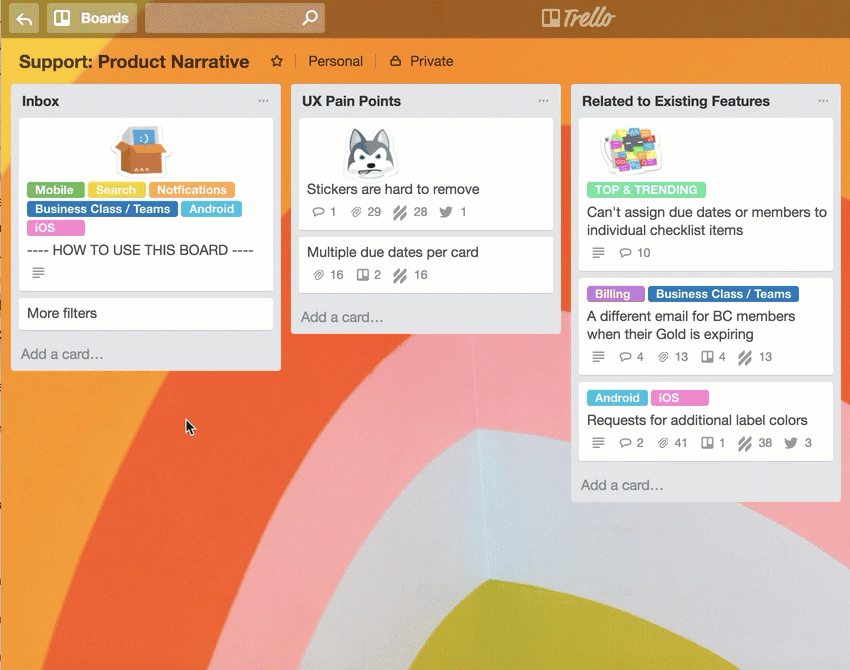 Boards
Trello
Support: Product Narrative
Personal
Private
Inbox
Mobile
Search
Notfications
Business Class / Teams
Android
iOS
---- HOW TO USE THIS BOARD ----
More filters
Add a card…
UX Pain Points
Stickers are hard to remove
1 29 28 1
Multiple due dates per card
16 2 16
Add a card…
Related to Existing Features
TOP & TRENDING
Can't assign due dates or members to
individual checklist items
10
Billing
Business Class / Teams
A different email for BC members
when their Gold is expiring
4 13 4 13
Android
iOS
Requests for additional label colors
2 41 1 38 3
Add a card…